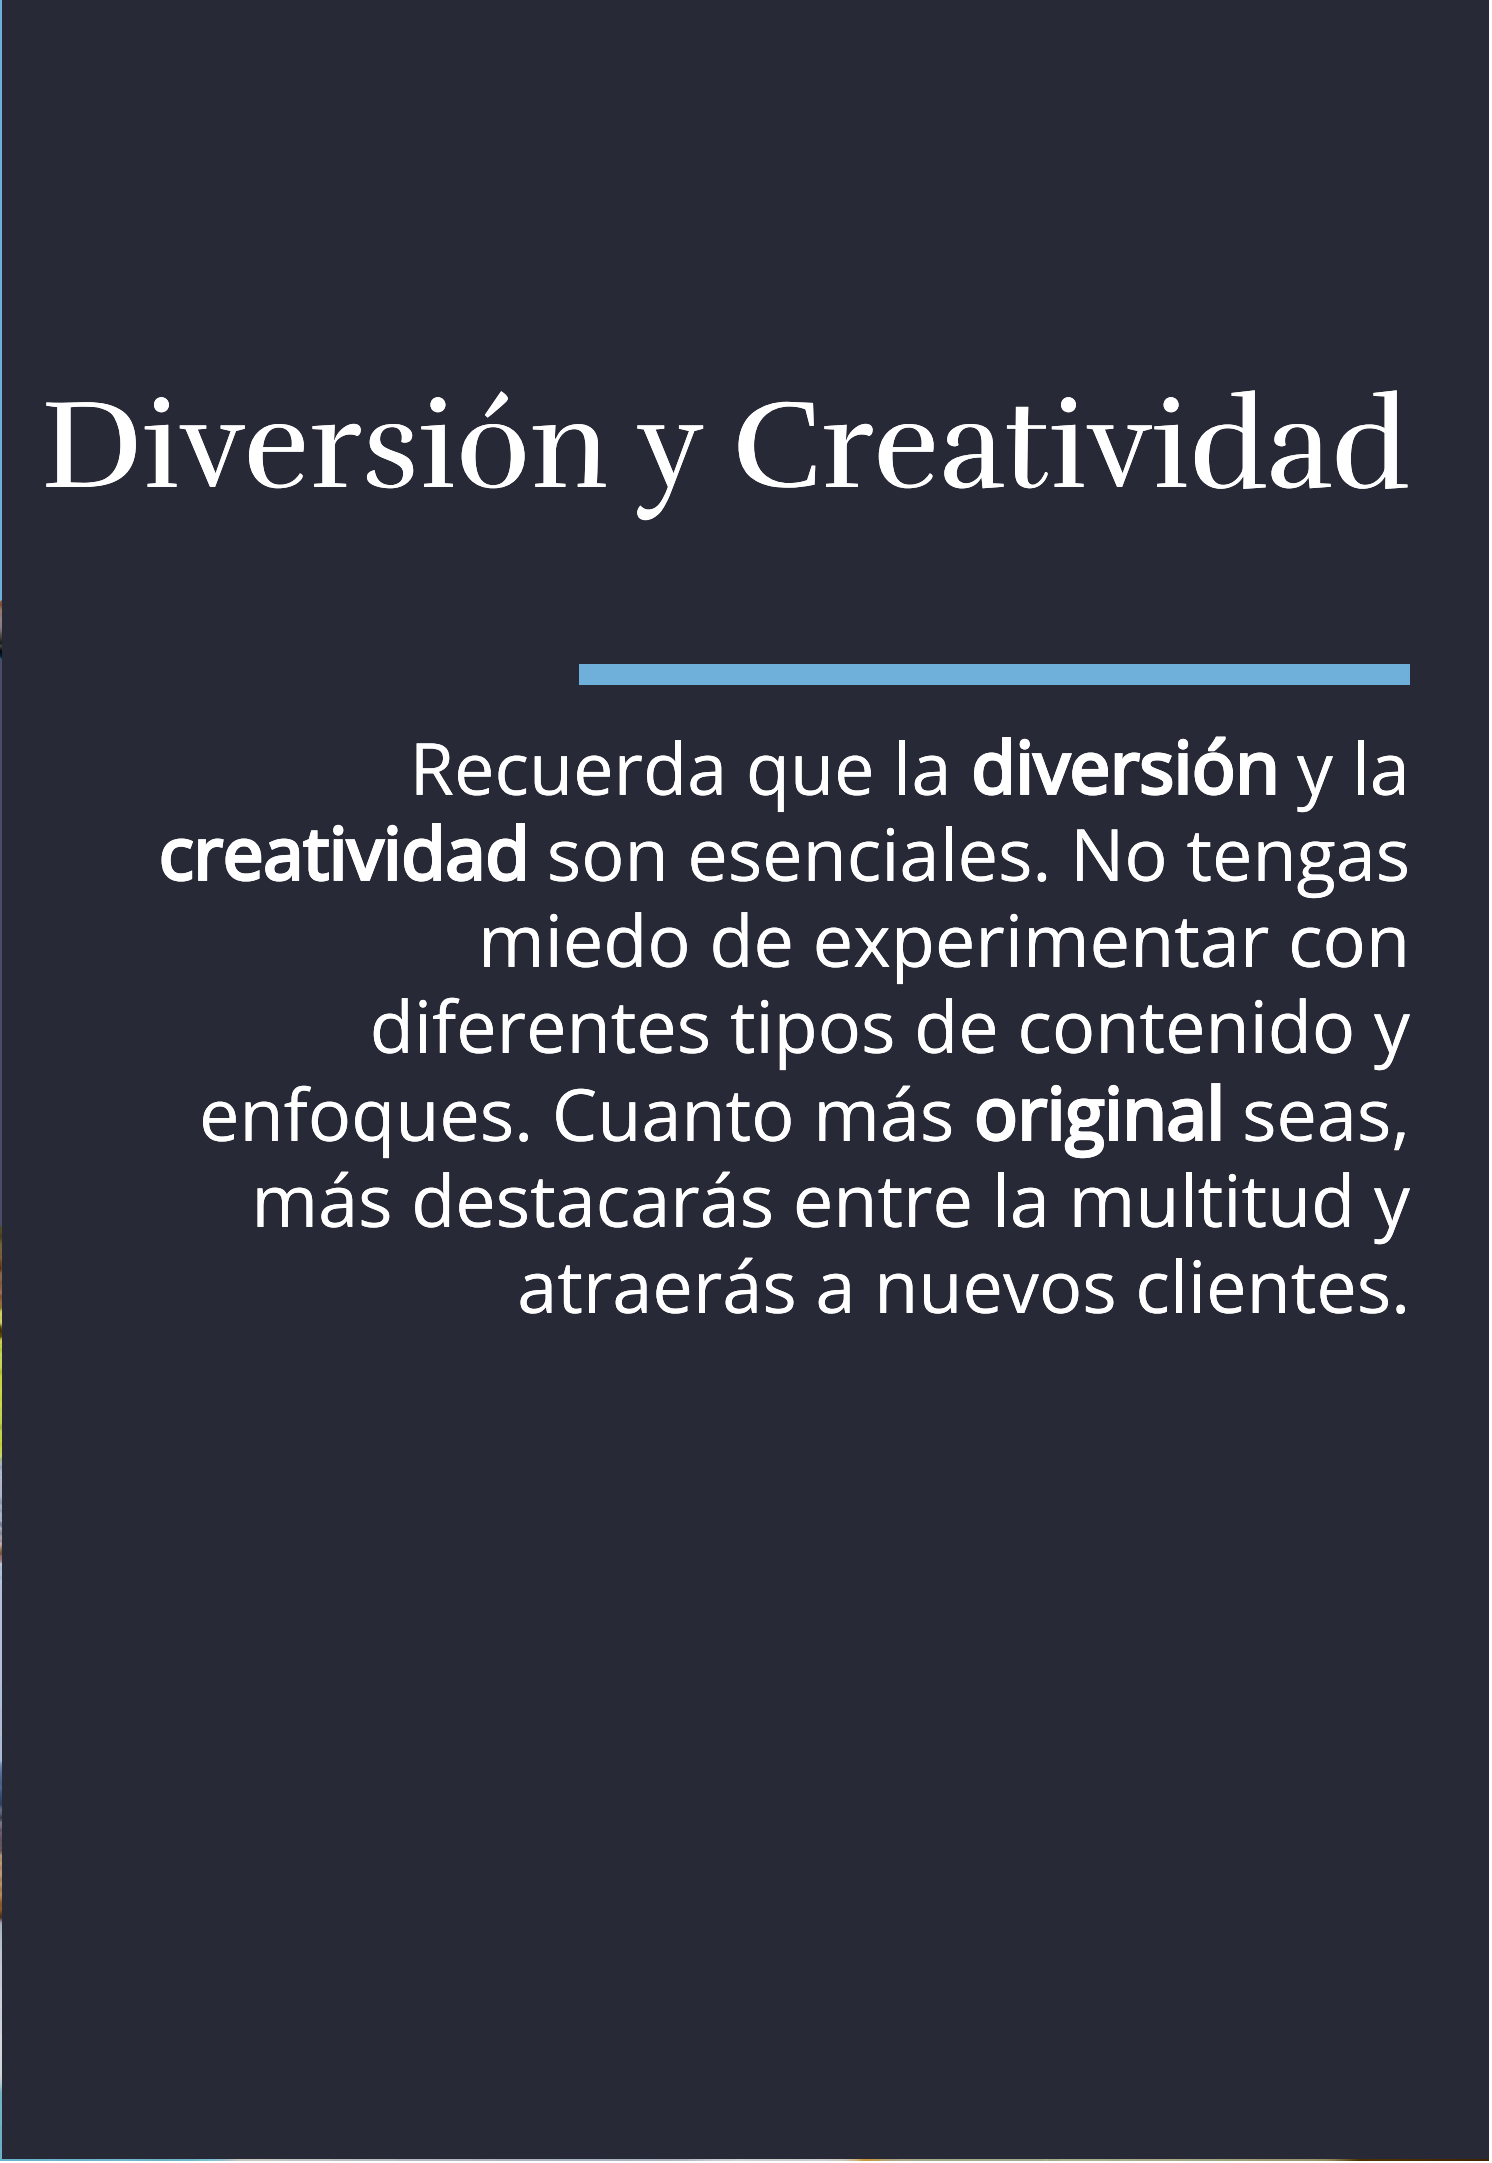 Diversión y Creatividad
Recuerda que la diversión y la
creatividad son esenciales. No tengas
miedo de experimentar con
diferentes tipos de contenido y
enfoques. Cuanto más original seas,
más destacarás entre la multitud y
atraerás a nuevos clientes.